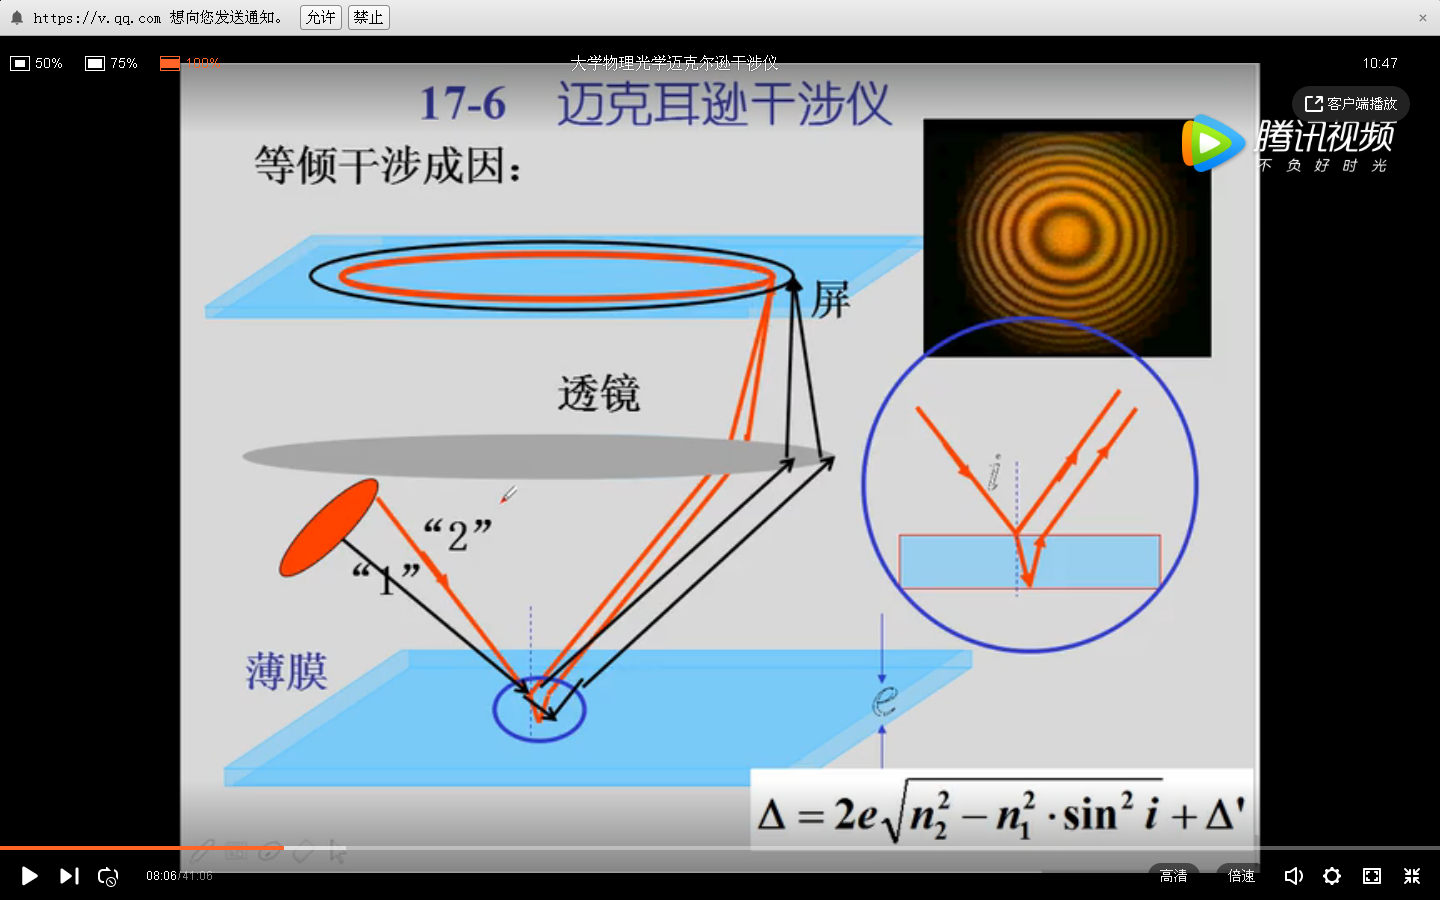 https://v.qq.com 想向您发送通知。 允许 禁止 ×
50% 75% 100% 大学物理光学迈克尔逊干涉仪 10:47
17-6 迈克耳逊干涉仪
客户端播放
腾讯视频
不负好时光
等倾干涉成因：
屏
透镜
i
“2”
“1”
薄膜
e
Δ = 2e√(n₂² − n₁² · sin² i) + Δ'
08:06/41:06 高清 倍速